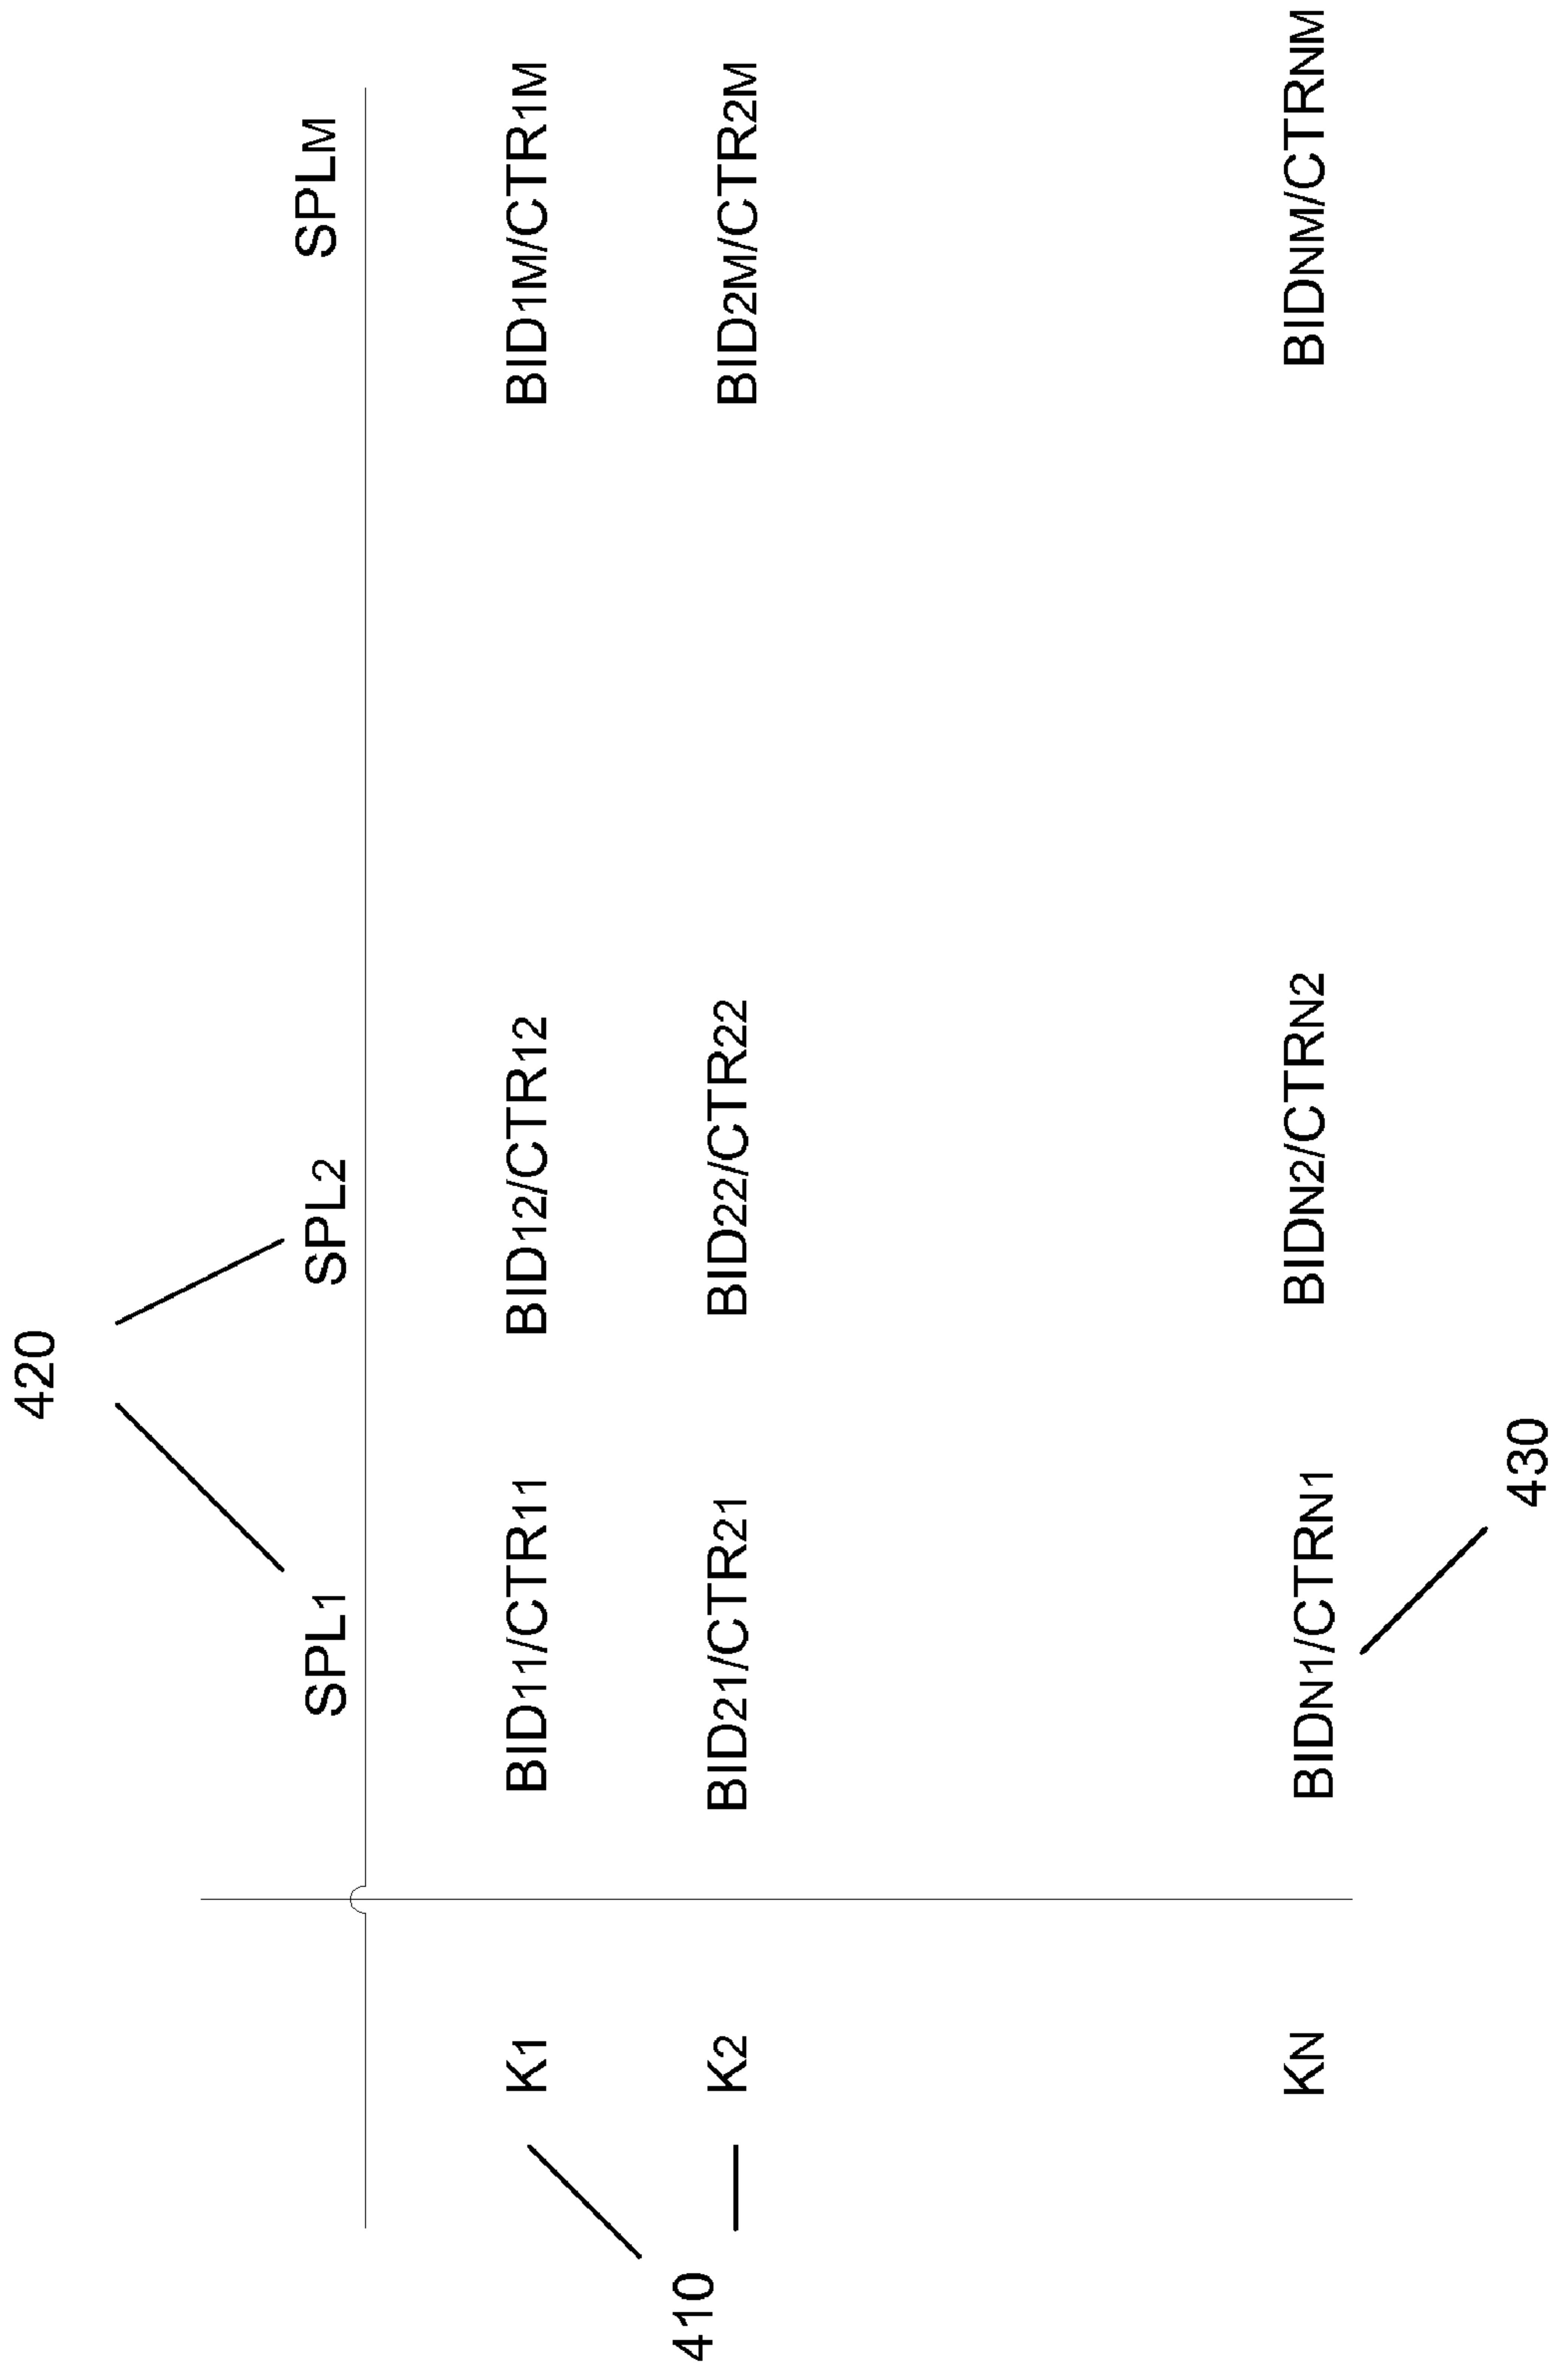 420
SPL1 SPL2 SPLM
K1 BID11/CTR11 BID12/CTR12 BID1M/CTR1M
410
K2 BID21/CTR21 BID22/CTR22 BID2M/CTR2M
KN BIDN1/CTRN1 BIDN2/CTRN2 BIDNM/CTRNM
430